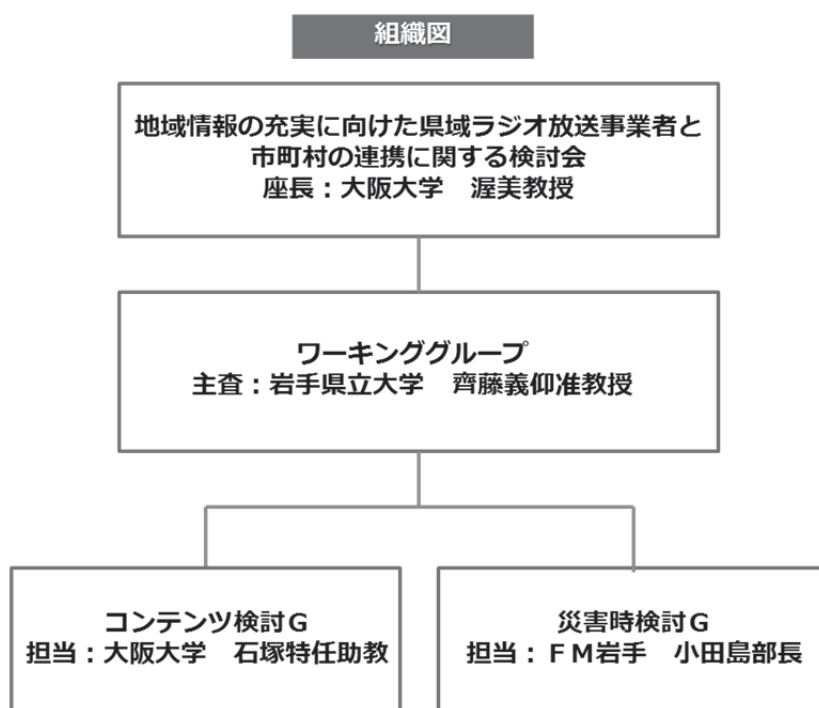 組織図
地域情報の充実に向けた県域ラジオ放送事業者と
市町村の連携に関する検討会
座長：大阪大学　渥美教授
ワーキンググループ
主査：岩手県立大学　齊藤義仰准教授
コンテンツ検討Ｇ
担当：大阪大学　石塚特任助教
災害時検討Ｇ
担当：ＦＭ岩手　小田島部長